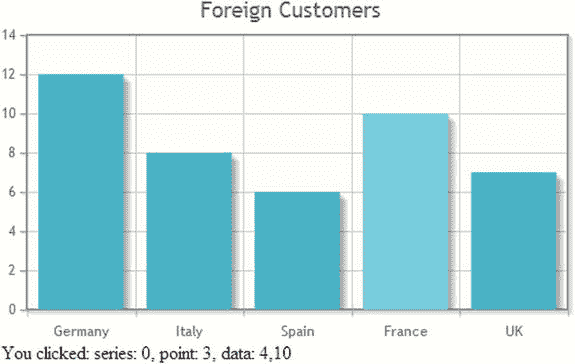 Foreign Customers
14
12
10
8
6
4
2
0
Germany Italy Spain France UK
You clicked: series: 0, point: 3, data: 4,10